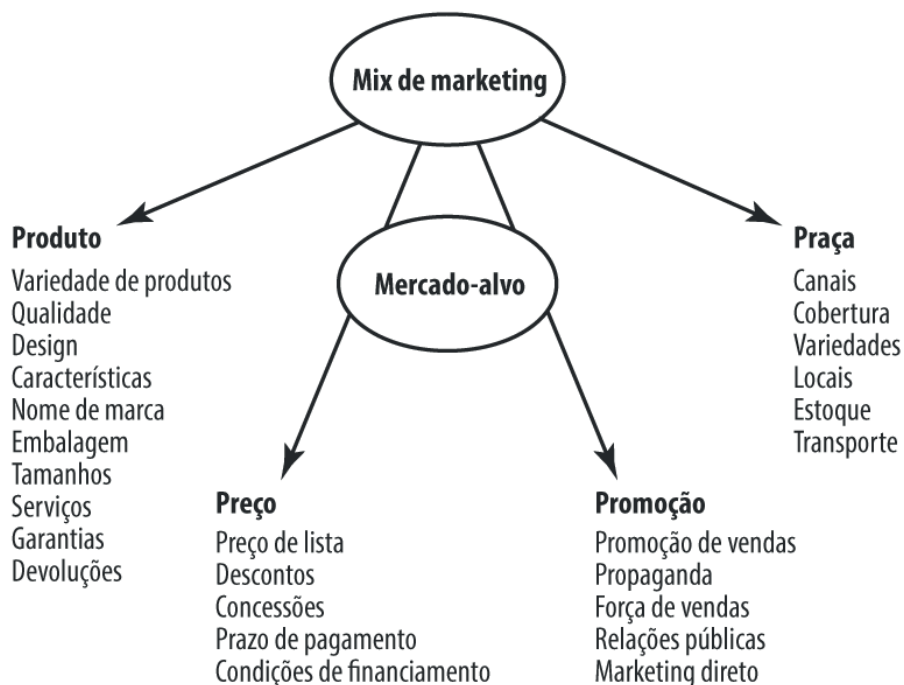 Mix de marketing
Mercado-alvo
Produto
Variedade de produtos
Qualidade
Design
Características
Nome de marca
Embalagem
Tamanhos
Serviços
Garantias
Devoluções
Preço
Preço de lista
Descontos
Concessões
Prazo de pagamento
Condições de financiamento
Promoção
Promoção de vendas
Propaganda
Força de vendas
Relações públicas
Marketing direto
Praça
Canais
Cobertura
Variedades
Locais
Estoque
Transporte